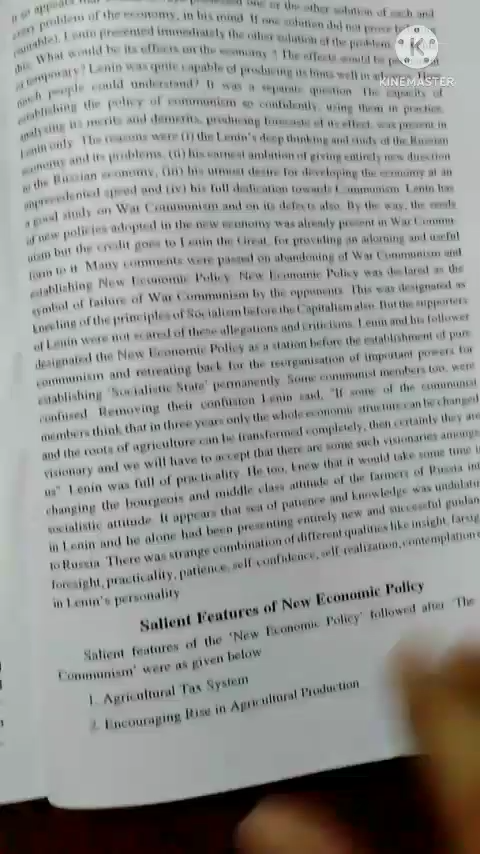 it so appears that one or the other solution of each and
every problem of the economy, in his mind. If one solution did not prove
suitable), Lenin presented immediately the other solution of the problem.
this. What would be its effects on the economy ? The effects would be
or temporary? Lenin was quite capable of producing its hints well in
much people could understand? It was a separate question. The capacity of
establishing the policy of communism so confidently, using them in practice,
analysing its merits and demerits, producing forecasts of its effect, was present in
Lenin only. The reasons were (i) the Lenin's deep thinking and study of the Russian
economy and its problems, (ii) his earnest ambition of giving entirely new direction
to the Russian economy, (iii) his utmost desire for developing the economy at an
unprecedented speed and (iv) his full dedication towards Communism. Lenin has
a good study on War Communism and on its defects also. By the way, the seeds
of new policies adopted in the new economy was already present in War Commu-
nism but the credit goes to Lenin the Great, for providing an adorning and useful
form to it. Many comments were passed on abandoning of War Communism and
establishing New Economic Policy. New Economic Policy was declared as the
symbol of failure of War Communism by the opponents. This was designated as
kneeling of the principles of Socialism before the Capitalism also. But the supporters
of Lenin were not scared of these allegations and criticisms. Lenin and his follower
designated the New Economic Policy as a station before the establishment of pure
communism and retreating back for the reorganisation of important powers for
establishing 'Socialistic State' permanently. Some communist members too, were
confused. Removing their confusion Lenin said, "If some of the communist
members think that in three years only the whole economic structure can be changed
and the roots of agriculture can be transformed completely, then certainly they are
visionary and we will have to accept that there are some such visionaries amongs
us" Lenin was full of practicality. He too, knew that it would take some time i
changing the bourgeois and middle class attitude of the farmers of Russia int
socialistic attitude. It appears that sea of patience and knowledge was undulatin
in Lenin and he alone had been presenting entirely new and successful guidan
to Russia. There was strange combination of different qualities like insight, farsig
foresight, practicality, patience, self-confidence, self-realization, contemplation e
in Lenin's personality
Salient Features of New Economic Policy
Salient features of the 'New Economic Policy' followed after 'The
Communism' were as given below
1. Agricultural Tax System
2. Encouraging Rise in Agricultural Production
K
KINEMASTER